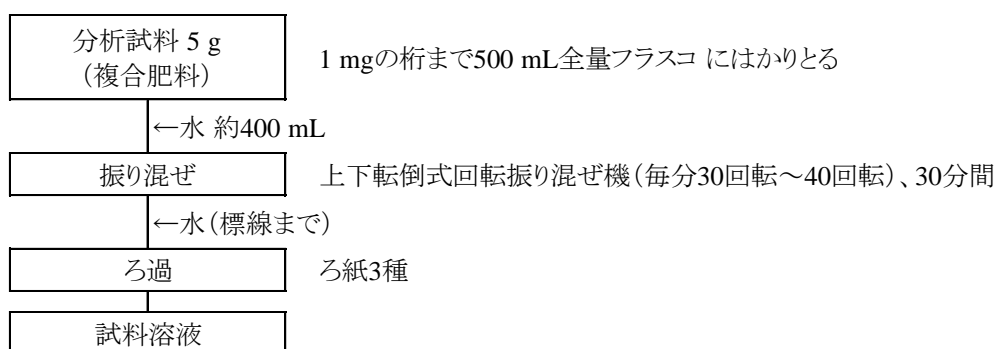 分析試料 5 g
(複合肥料)
1 mgの桁まで500 mL全量フラスコ にはかりとる
←水 約400 mL
振り混ぜ
上下転倒式回転振り混ぜ機(毎分30回転~40回転)、30分間
←水(標線まで)
ろ過
ろ紙3種
試料溶液